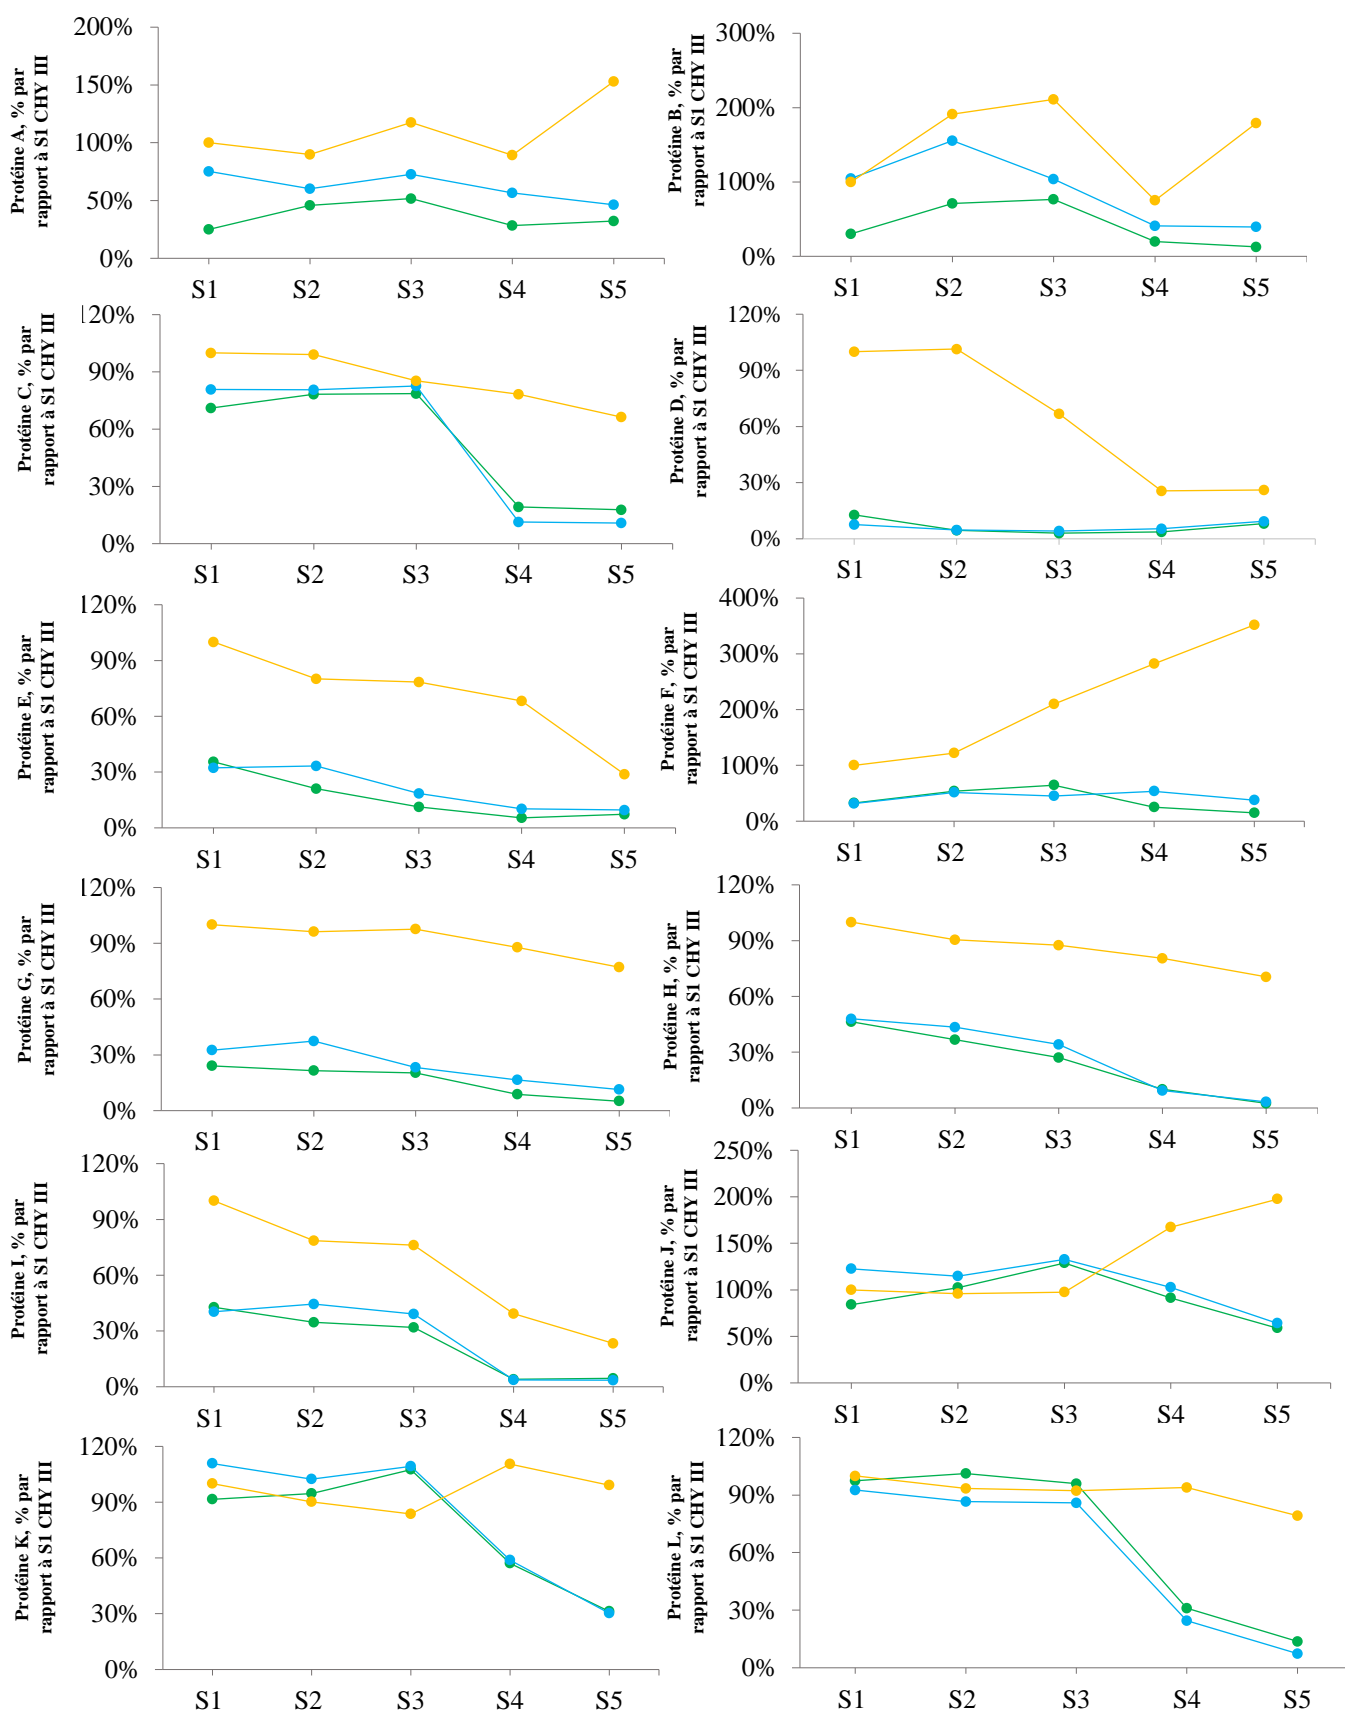 Protéine A, % par
rapport à S1 CHY III
200%
150%
100%
50%
0%
S1 S2 S3 S4 S5
Protéine B, % par
rapport à S1 CHY III
300%
200%
100%
0%
S1 S2 S3 S4 S5
Protéine C, % par
rapport à S1 CHY III
120%
90%
60%
30%
0%
S1 S2 S3 S4 S5
Protéine D, % par
rapport à S1 CHY III
120%
90%
60%
30%
0%
S1 S2 S3 S4 S5
Protéine E, % par
rapport à S1 CHY III
120%
90%
60%
30%
0%
S1 S2 S3 S4 S5
Protéine F, % par
rapport à S1 CHY III
400%
300%
200%
100%
0%
S1 S2 S3 S4 S5
Protéine G, % par
rapport à S1 CHY III
120%
90%
60%
30%
0%
S1 S2 S3 S4 S5
Protéine H, % par
rapport à S1 CHY III
120%
90%
60%
30%
0%
S1 S2 S3 S4 S5
Protéine I, % par
rapport à S1 CHY III
120%
90%
60%
30%
0%
S1 S2 S3 S4 S5
Protéine J, % par
rapport à S1 CHY III
250%
200%
150%
100%
50%
0%
S1 S2 S3 S4 S5
Protéine K, % par
rapport à S1 CHY III
120%
90%
60%
30%
0%
S1 S2 S3 S4 S5
Protéine L, % par
rapport à S1 CHY III
120%
90%
60%
30%
0%
S1 S2 S3 S4 S5